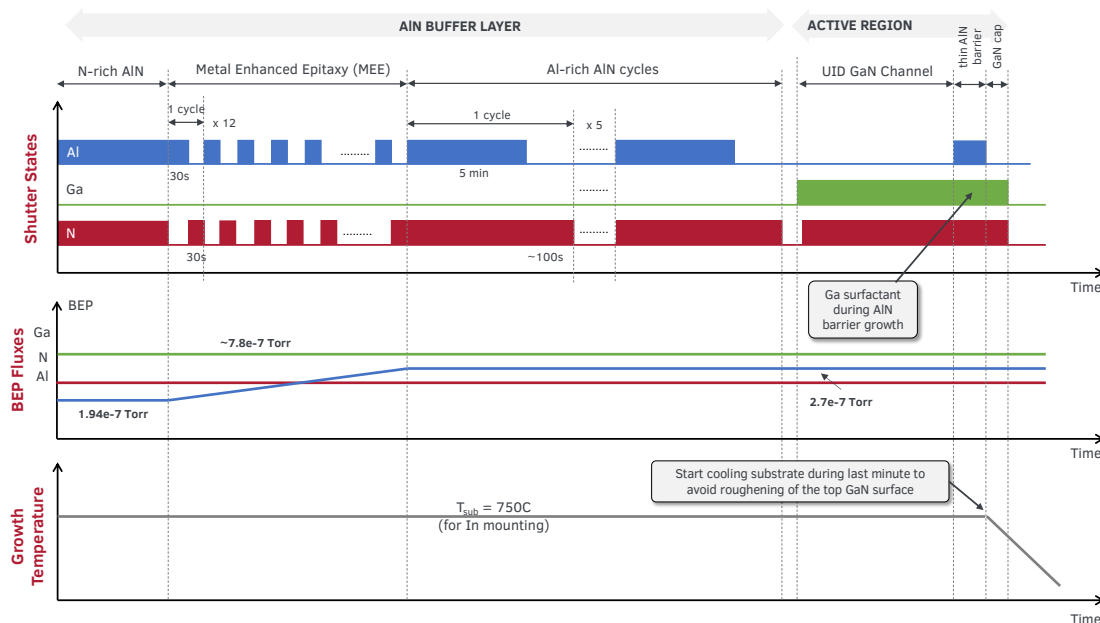 AlN BUFFER LAYER
ACTIVE REGION
thin AlN
barrier
GaN cap
N-rich AlN
Metal Enhanced Epitaxy (MEE)
Al-rich AlN cycles
UID GaN Channel
1 cycle
x 12
1 cycle
x 5
Shutter States
Al
.........
.........
30s
5 min
Ga
.........
N
.........
.........
30s
~100s
Time
Ga surfactant
during AlN
barrier growth
BEP
BEP Fluxes
Ga
N
Al
~7.8e-7 Torr
1.94e-7 Torr
2.7e-7 Torr
Time
Start cooling substrate during last minute to
avoid roughening of the top GaN surface
Growth
Temperature
Tsub = 750C
(for In mounting)
Time